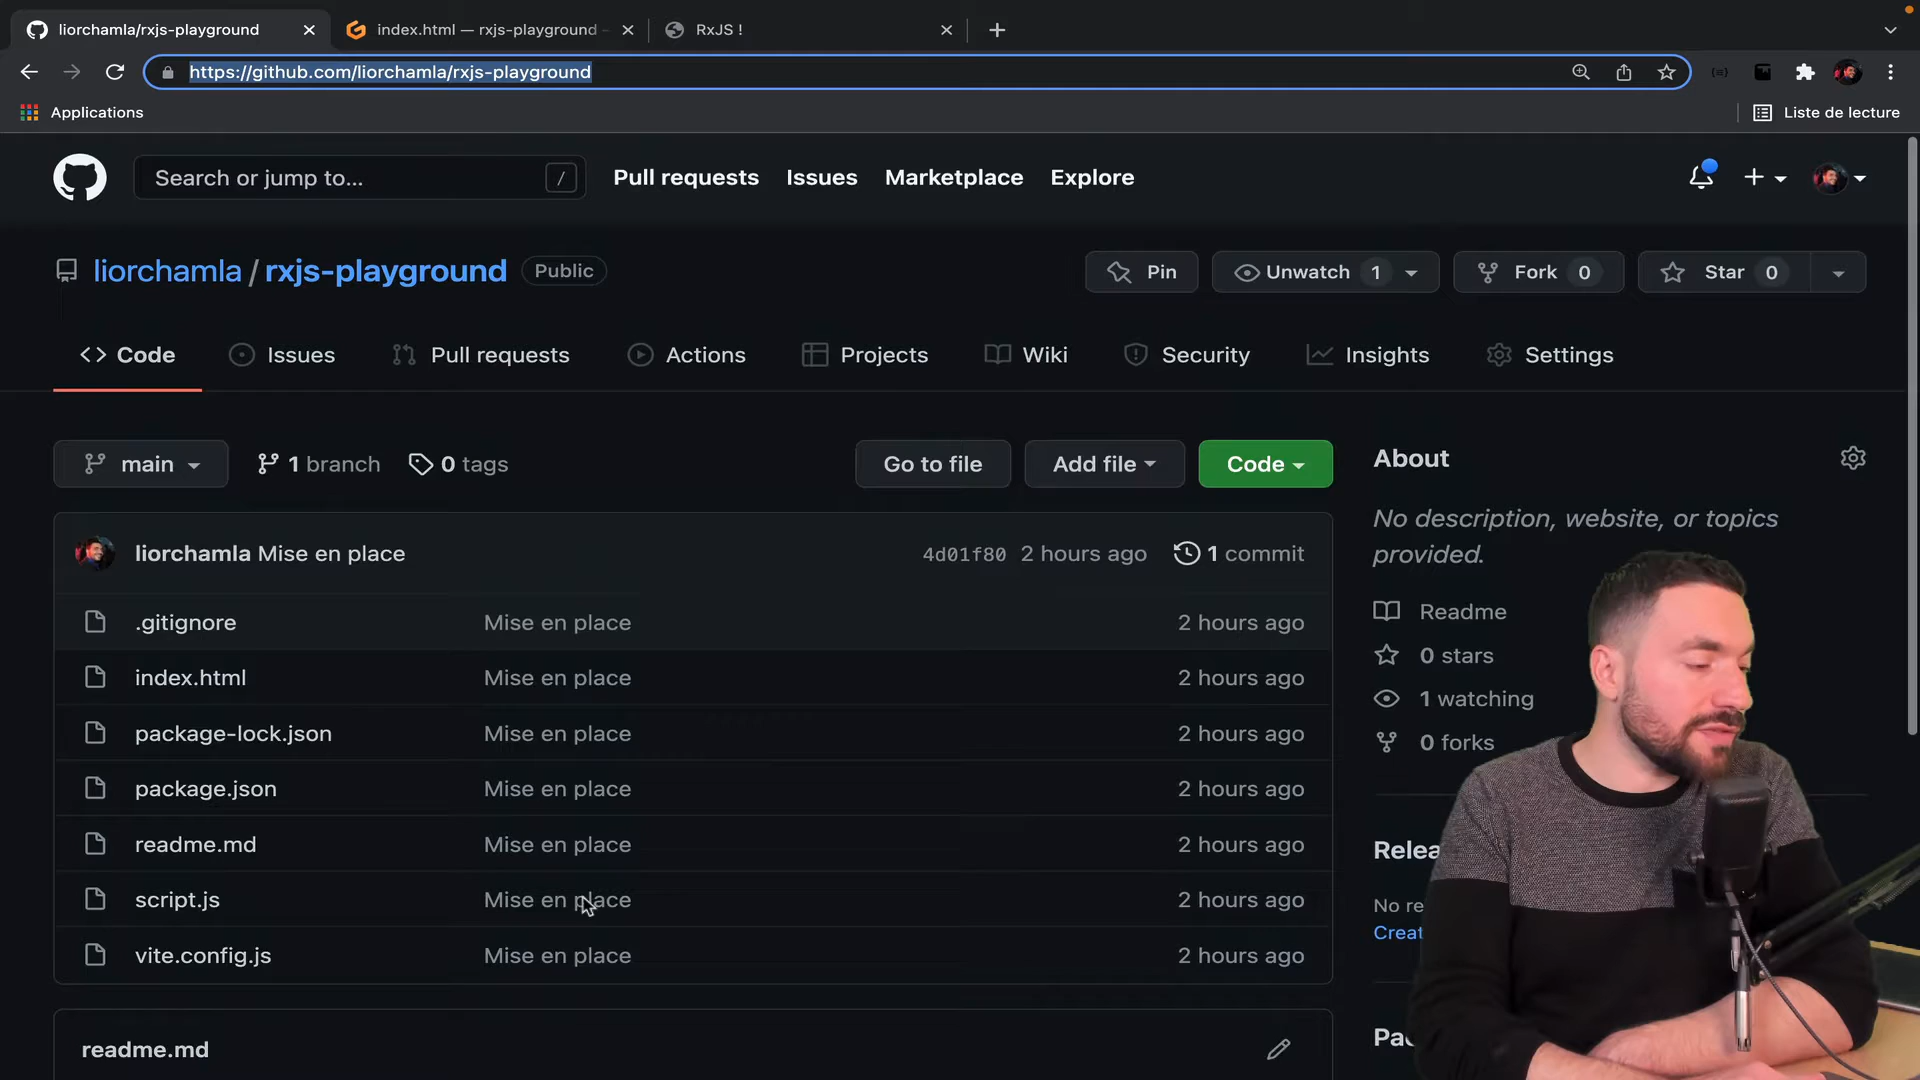 liorchamla/rxjs-playground
index.html — rxjs-playground -
RxJS !
https://github.com/liorchamla/rxjs-playground
Applications
Liste de lecture
Search or jump to...
/
Pull requests
Issues
Marketplace
Explore
liorchamla / rxjs-playground
Public
Pin
Unwatch 1
Fork 0
Star 0
Code
Issues
Pull requests
Actions
Projects
Wiki
Security
Insights
Settings
main
1 branch
0 tags
Go to file
Add file
Code
About
No description, website, or topics
provided.
liorchamla Mise en place
4d01f80 2 hours ago
1 commit
.gitignore Mise en place 2 hours ago
index.html Mise en place 2 hours ago
package-lock.json Mise en place 2 hours ago
package.json Mise en place 2 hours ago
readme.md Mise en place 2 hours ago
script.js Mise en place 2 hours ago
vite.config.js Mise en place 2 hours ago
Readme
0 stars
1 watching
0 forks
Relea
No re
Creat
Pac
readme.md